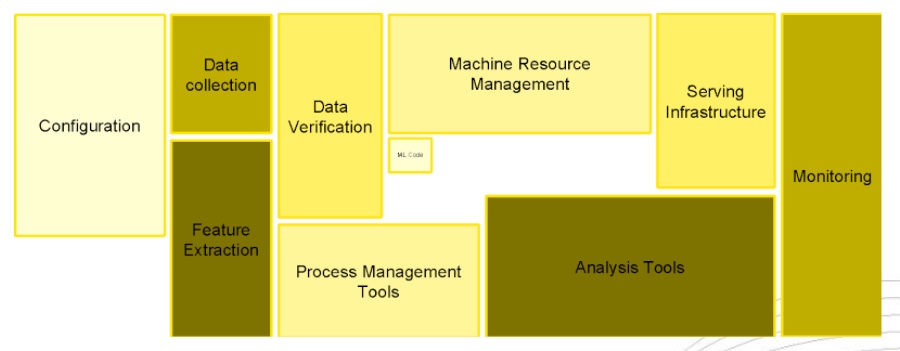 Configuration
Data
collection
Feature
Extraction
Data
Verification
Machine Resource
Management
ML Code
Process Management
Tools
Analysis Tools
Serving
Infrastructure
Monitoring